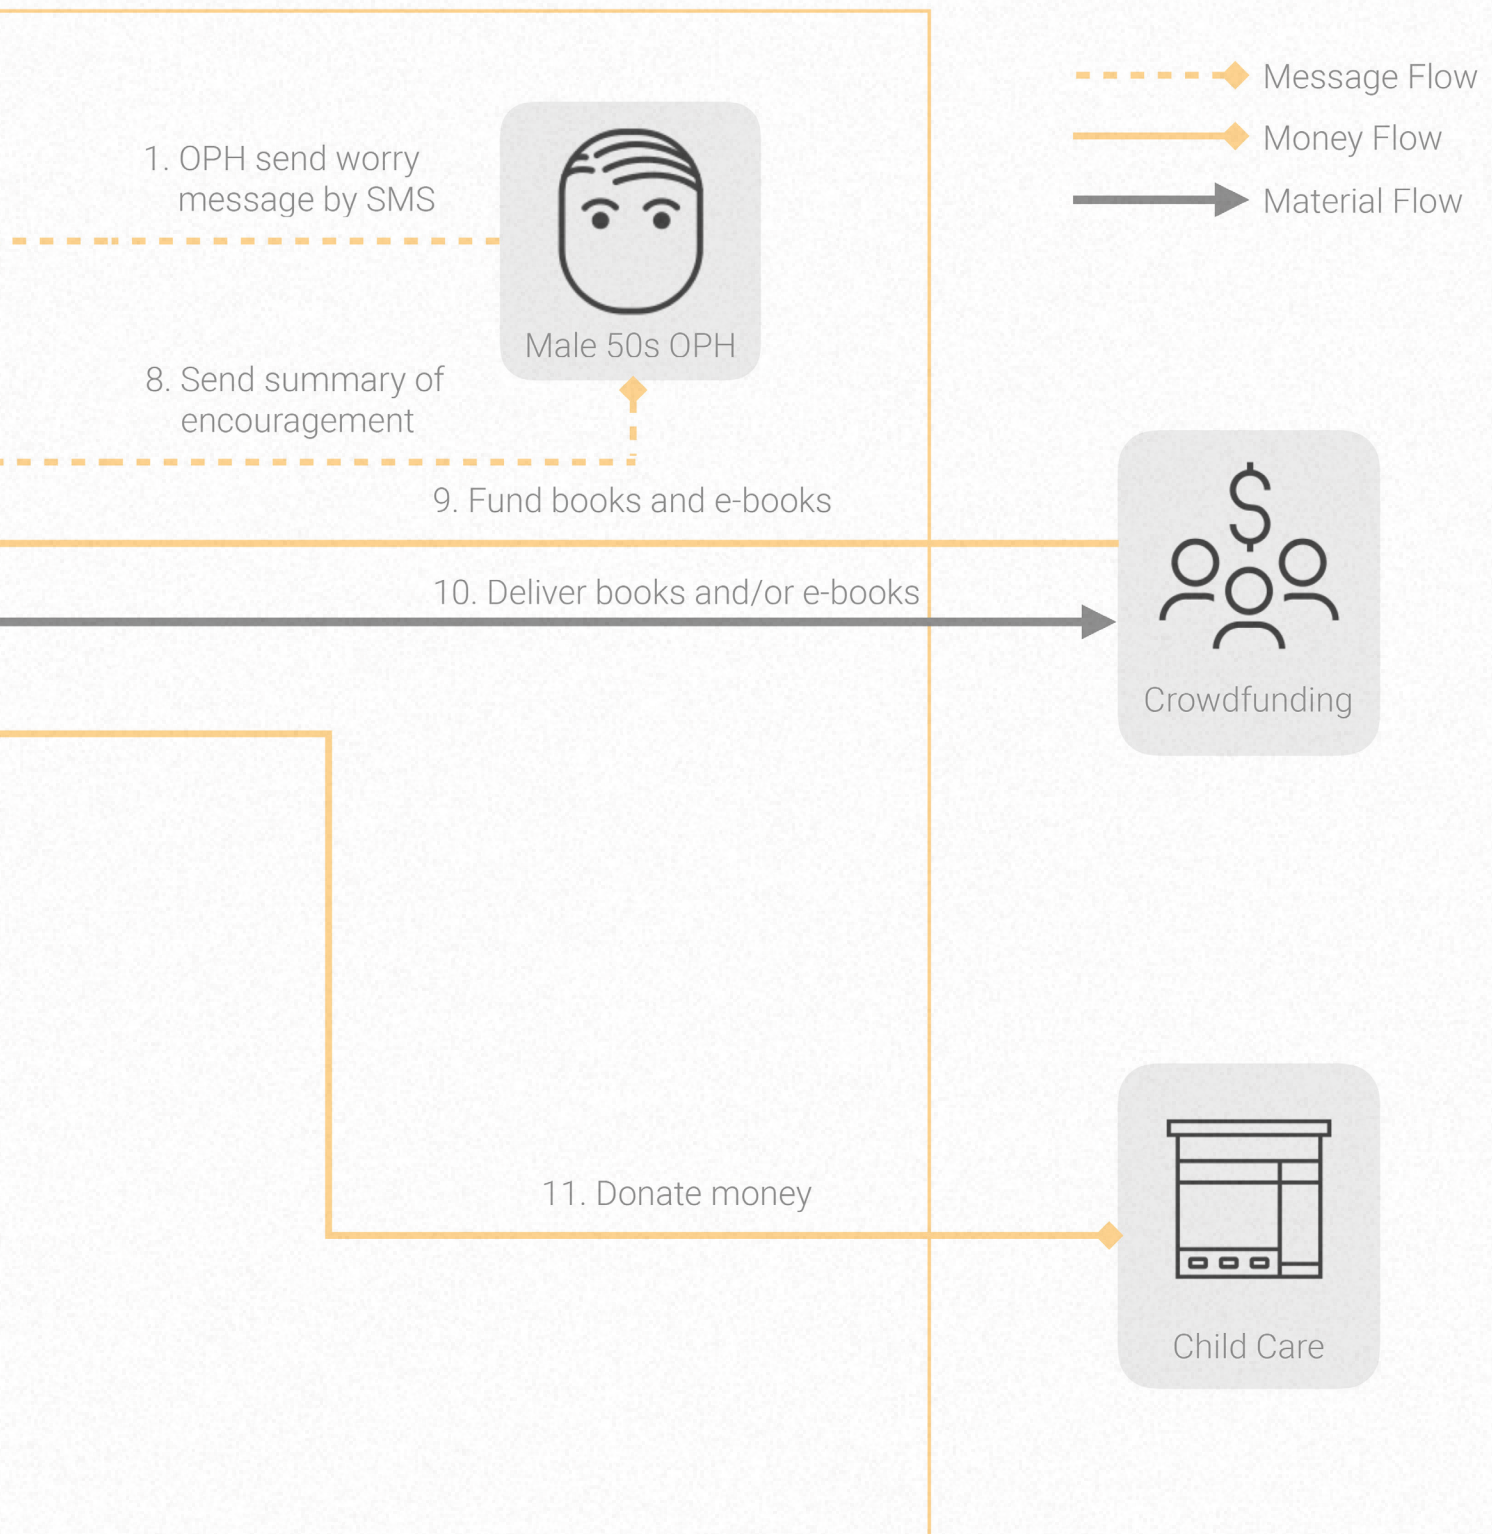 Message Flow
Money Flow
Material Flow
1. OPH send worry
message by SMS
Male 50s OPH
8. Send summary of
encouragement
9. Fund books and e-books
10. Deliver books and/or e-books
Crowdfunding
11. Donate money
Child Care